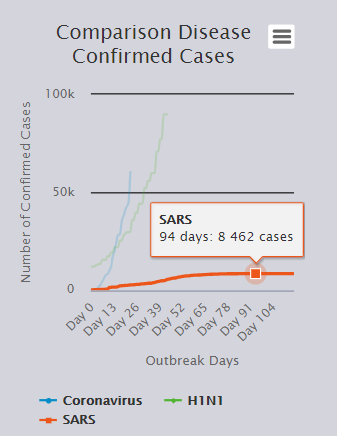 Comparison Disease
Confirmed Cases
Number of Confirmed Cases
100k
50k
0
SARS
94 days: 8 462 cases
Day 0
Day 13
Day 26
Day 39
Day 52
Day 65
Day 78
Day 91
Day 104
Outbreak Days
Coronavirus
H1N1
SARS